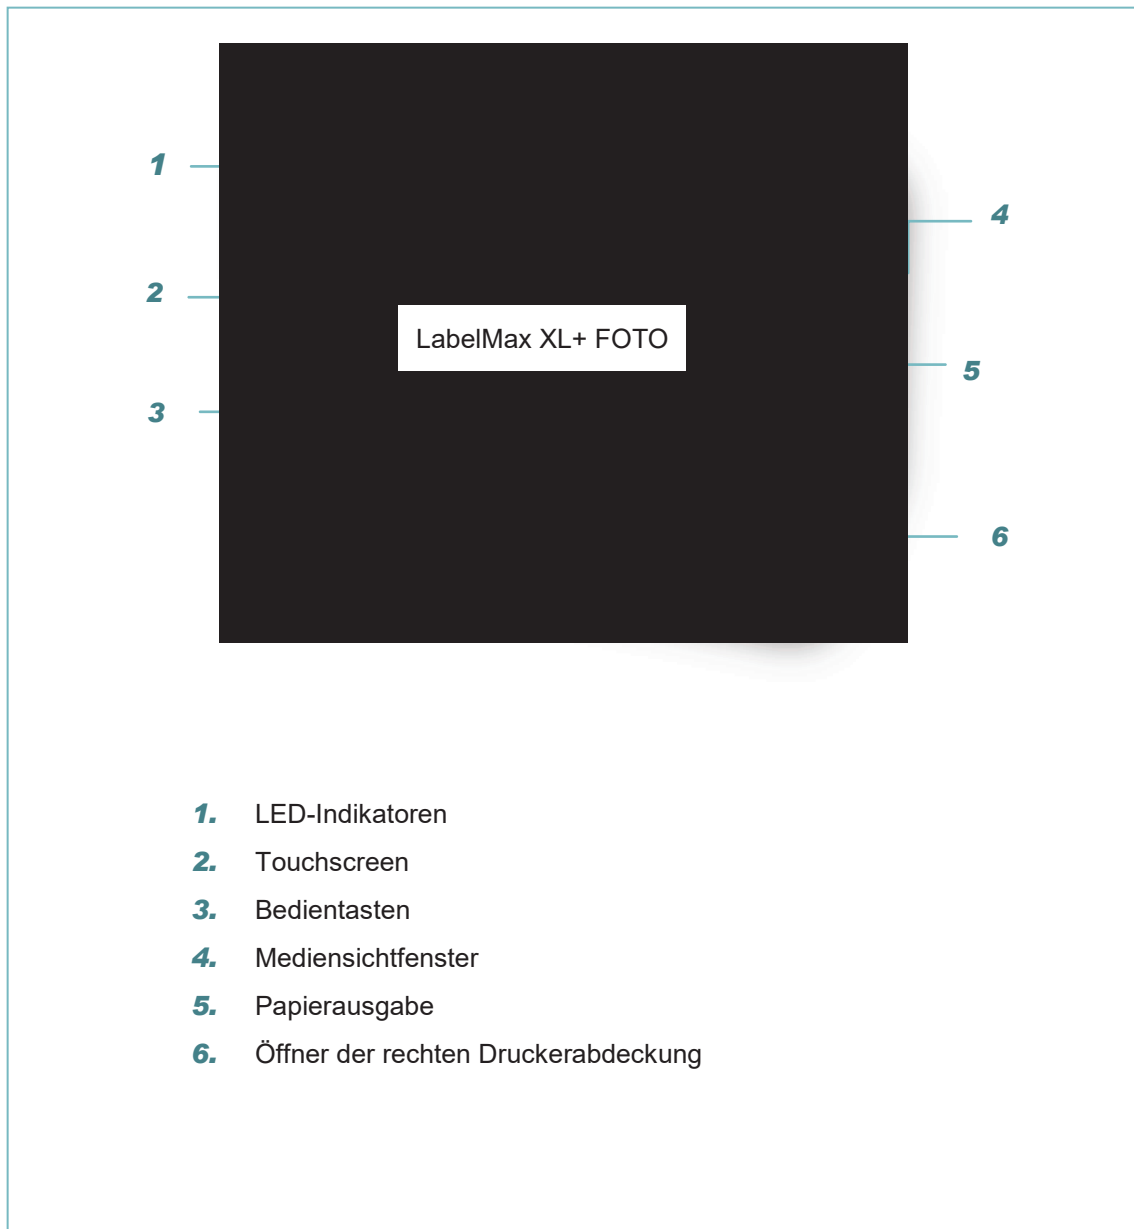 1
4
2
LabelMax XL+ FOTO
5
3
6
1. LED-Indikatoren
2. Touchscreen
3. Bedientasten
4. Mediensichtfenster
5. Papierausgabe
6. Öffner der rechten Druckerabdeckung